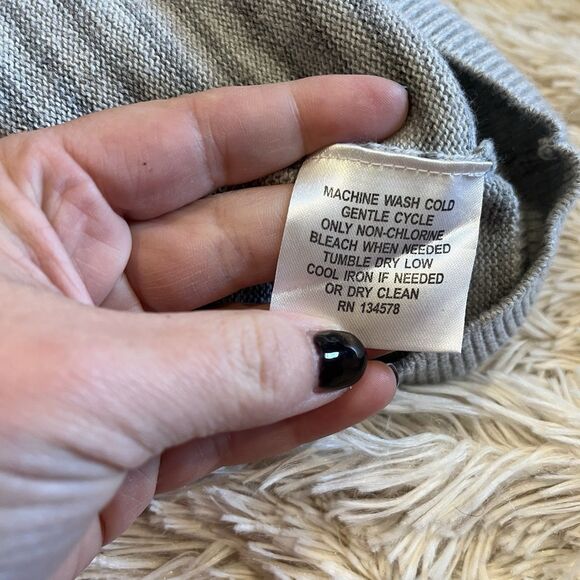 MACHINE WASH COLD
GENTLE CYCLE
ONLY NON-CHLORINE
BLEACH WHEN NEEDED
TUMBLE DRY LOW
COOL IRON IF NEEDED
OR DRY CLEAN
RN 134578